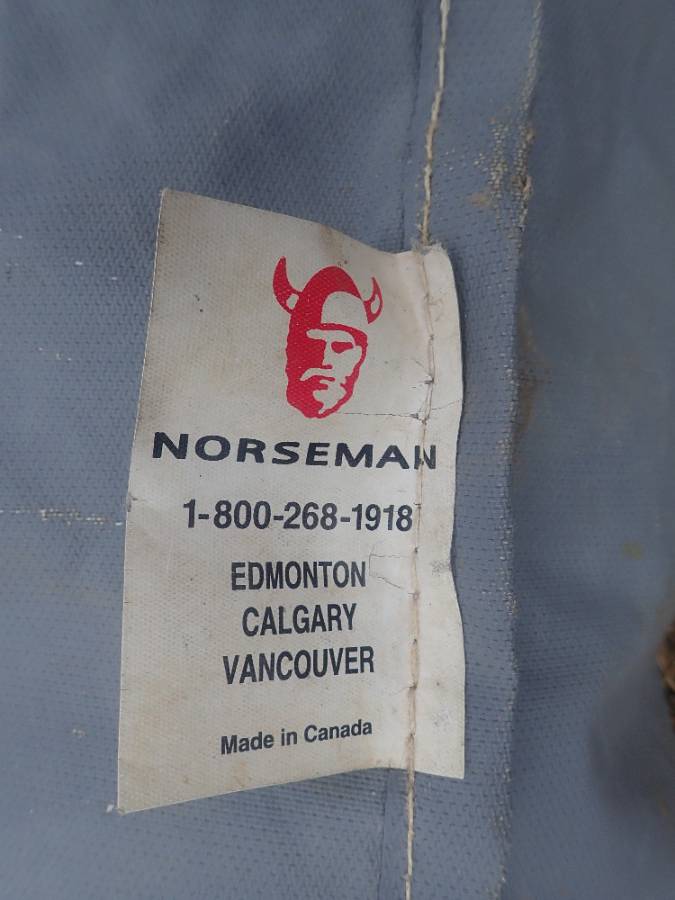 NORSEMAN
1-800-268-1918
EDMONTON
CALGARY
VANCOUVER
Made in Canada